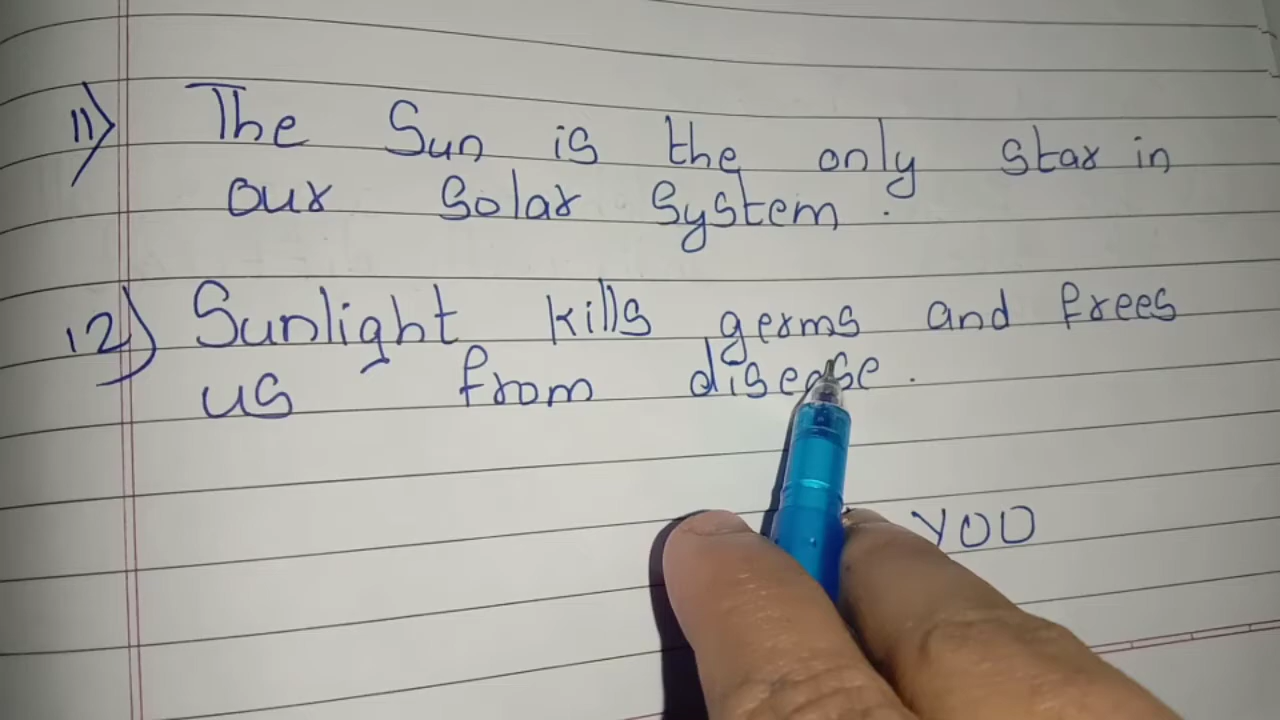 11) The Sun is the only star in
our Solar System.
12) Sunlight kills germs and frees
us from disease.
YOU